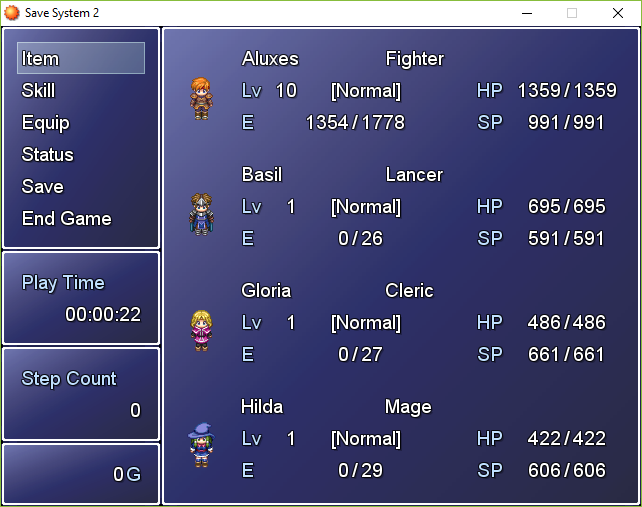 Save System 2
Item
Skill
Equip
Status
Save
End Game
Play Time
00:00:22
Step Count
0
0 G
Aluxes Fighter
Lv 10 [Normal] HP 1359/1359
E 1354/1778 SP 991/991
Basil Lancer
Lv 1 [Normal] HP 695/695
E 0/26 SP 591/591
Gloria Cleric
Lv 1 [Normal] HP 486/486
E 0/27 SP 661/661
Hilda Mage
Lv 1 [Normal] HP 422/422
E 0/29 SP 606/606